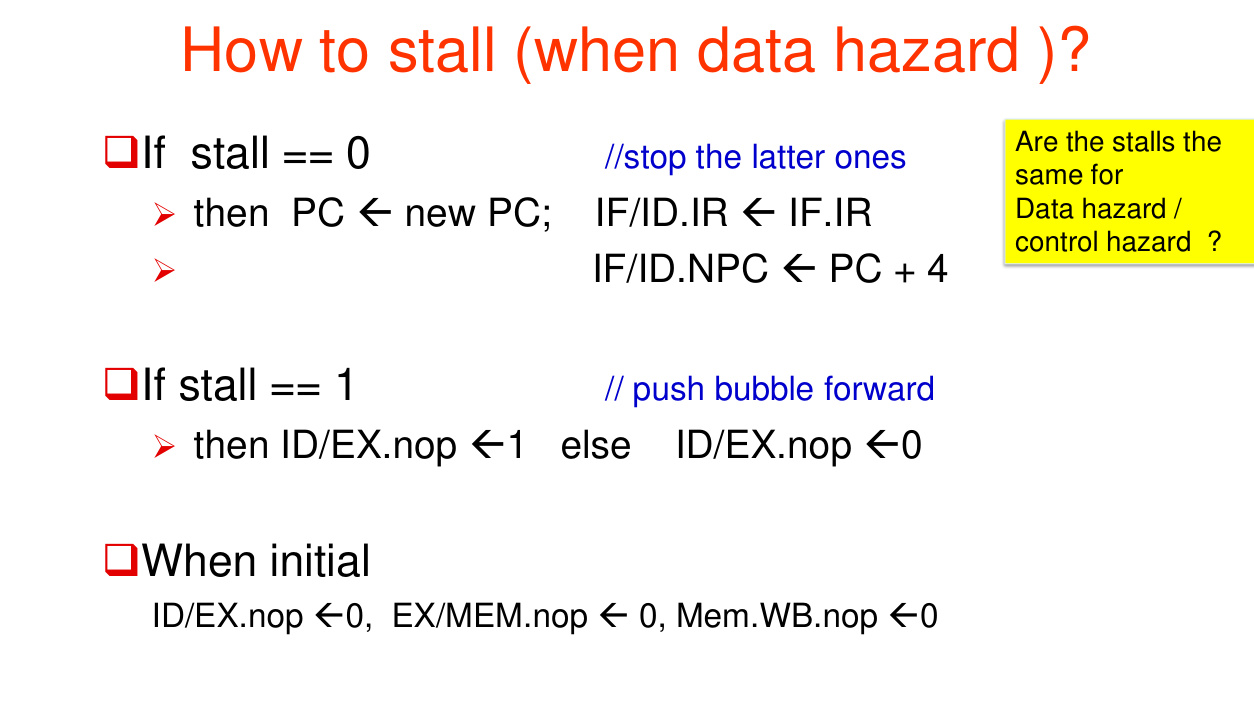 How to stall (when data hazard )?
If stall == 0 //stop the latter ones
then PC ← new PC; IF/ID.IR ← IF.IR
IF/ID.NPC ← PC + 4
Are the stalls the
same for
Data hazard /
control hazard ?
If stall == 1 // push bubble forward
then ID/EX.nop ←1 else ID/EX.nop ←0
When initial
ID/EX.nop ←0, EX/MEM.nop ← 0, Mem.WB.nop ←0